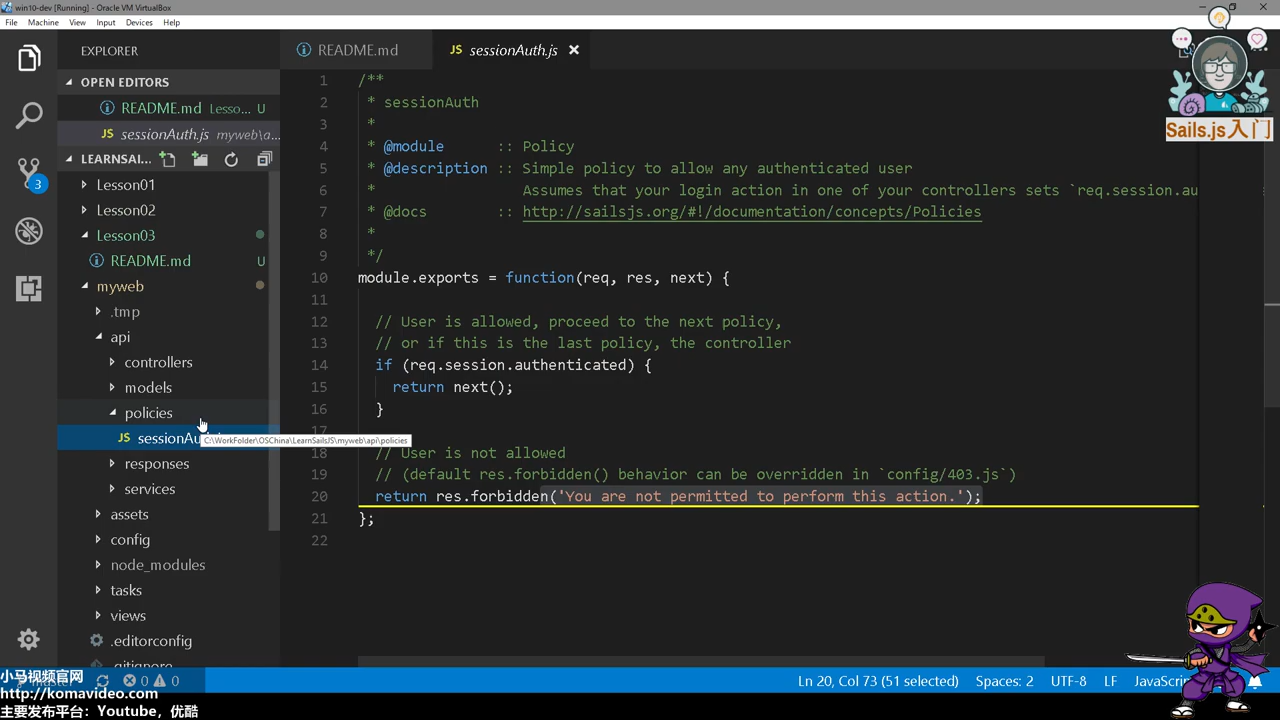 win10-dev [Running] - Oracle VM VirtualBox
File Machine View Input Devices Help
EXPLORER
OPEN EDITORS
README.md Lesso... U
sessionAuth.js myweb\a...
LEARNSAI...
Lesson01
Lesson02
Lesson03
README.md U
myweb
.tmp
api
controllers
models
policies
sessionAu
C:\WorkFolder\OSChina\LearnSailsJS\myweb\api\policies
responses
services
assets
config
node_modules
tasks
views
.editorconfig
.gitignore
3
README.md
JS sessionAuth.js
1 /**
2 * sessionAuth
3 *
4 * @module :: Policy
5 * @description :: Simple policy to allow any authenticated user
6 * Assumes that your login action in one of your controllers sets `req.session.au
7 * @docs :: http://sailsjs.org/#!/documentation/concepts/Policies
8 *
9 */
10 module.exports = function(req, res, next) {
11
12 // User is allowed, proceed to the next policy,
13 // or if this is the last policy, the controller
14 if (req.session.authenticated) {
15 return next();
16 }
18 // User is not allowed
19 // (default res.forbidden() behavior can be overridden in `config/403.js`)
20 return res.forbidden('You are not permitted to perform this action.');
21 };
22
Sails.js入门
小马视频官网
http://komavideo.com
主要发布平台：Youtube，优酷
0 0
Ln 20, Col 73 (51 selected) Spaces: 2 UTF-8 LF JavaScrip